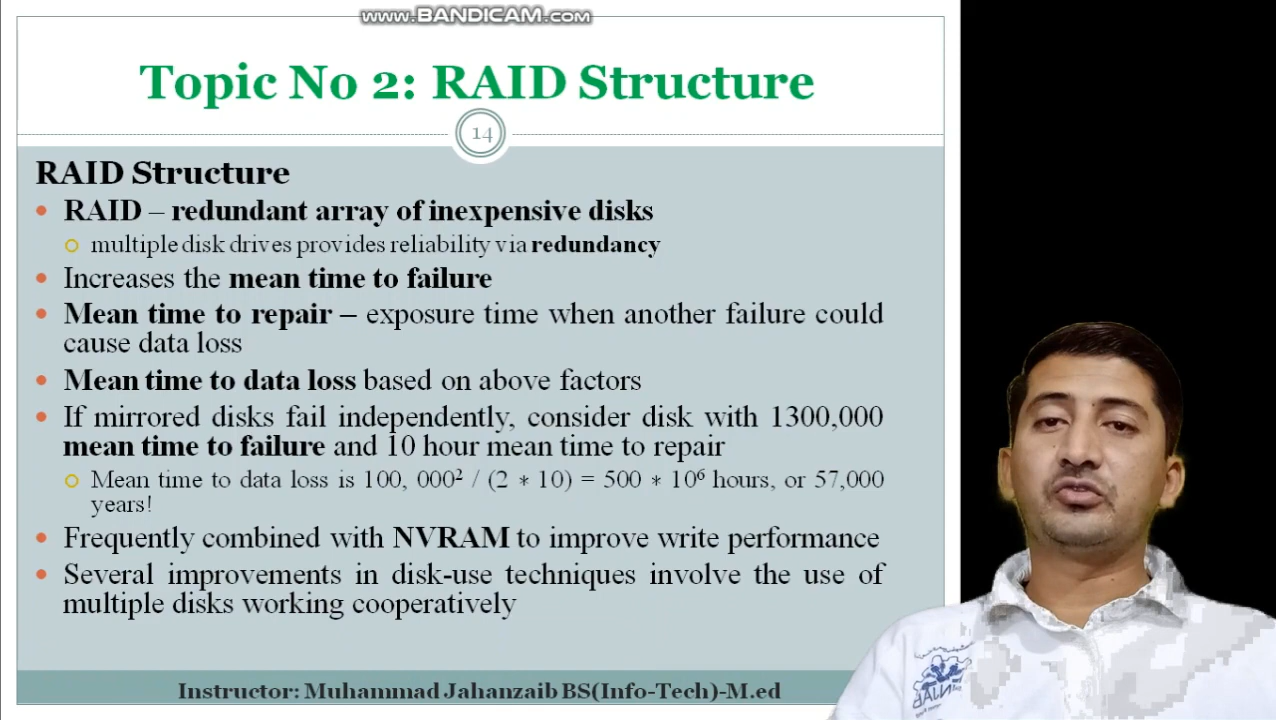 www.BANDICAM.com
Topic No 2: RAID Structure
14
RAID Structure
• RAID – redundant array of inexpensive disks
multiple disk drives provides reliability via redundancy
• Increases the mean time to failure
• Mean time to repair – exposure time when another failure could
cause data loss
• Mean time to data loss based on above factors
• If mirrored disks fail independently, consider disk with 1300,000
mean time to failure and 10 hour mean time to repair
Mean time to data loss is 100, 000² / (2 * 10) = 500 * 10⁶ hours, or 57,000
years!
• Frequently combined with NVRAM to improve write performance
• Several improvements in disk-use techniques involve the use of
multiple disks working cooperatively
Instructor: Muhammad Jahanzaib BS(Info-Tech)-M.ed